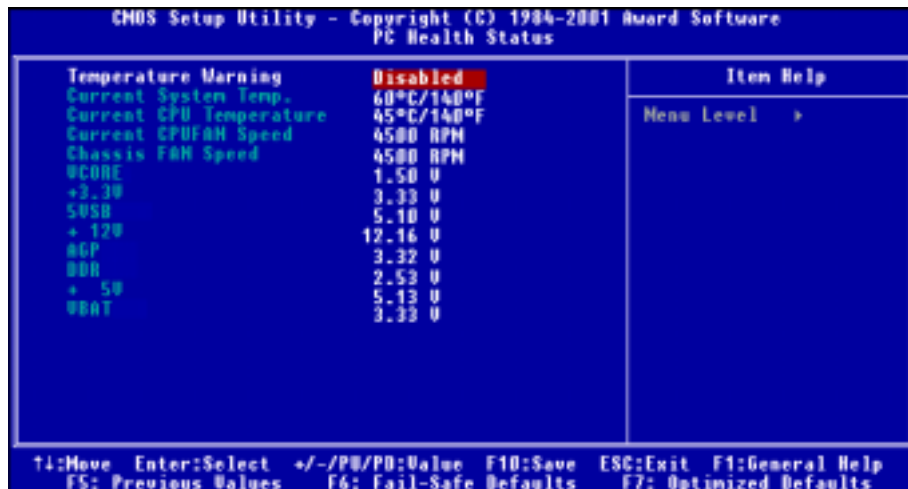 CMOS Setup Utility - Copyright (C) 1984-2001 Award Software
PC Health Status
Temperature Warning Disabled
Current System Temp. 60°C/140°F
Current CPU Temperature 45°C/140°F
Current CPUFAN Speed 4500 RPM
Chassis FAN Speed 4500 RPM
VCORE 1.50 V
+3.3V 3.33 V
5VSB 5.10 V
+ 12V 12.16 V
AGP 3.32 V
DDR 2.53 V
+ 5V 5.13 V
VBAT 3.33 V
Item Help
Menu Level ▸
↑↓:Move Enter:Select +/-/PU/PD:Value F10:Save ESC:Exit F1:General Help
F5: Previous Values F6: Fail-Safe Defaults F7: Optimized Defaults